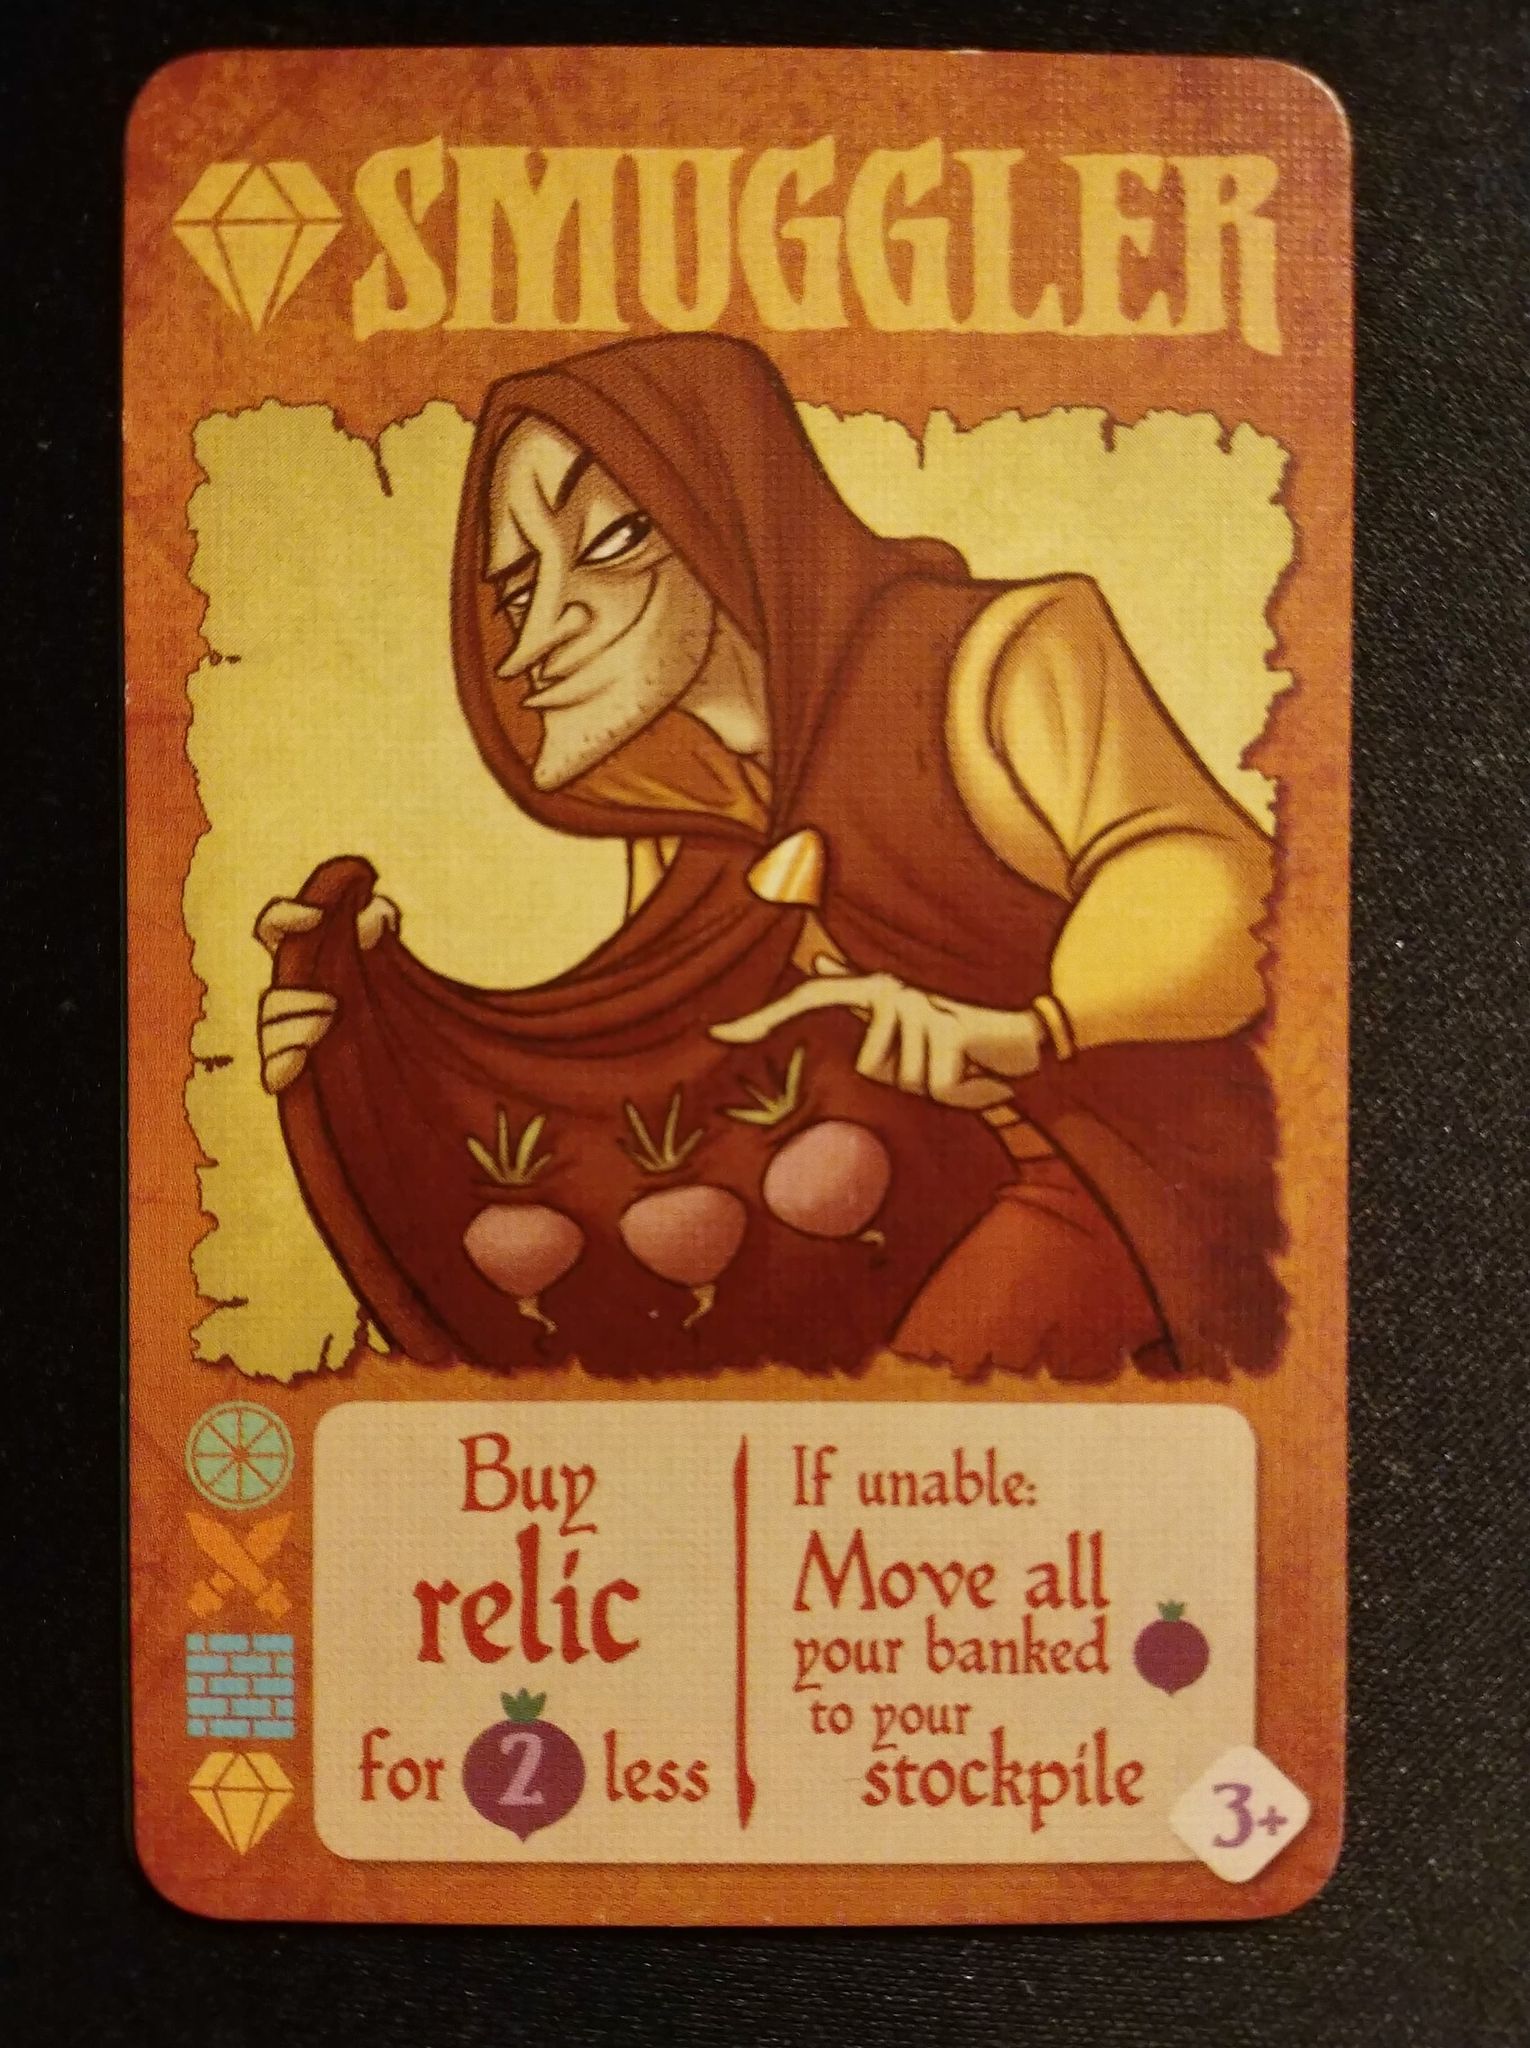 SMUGGLER
Buy
relic
for 2 less
If unable:
Move all
your banked
to your
stockpile
3+